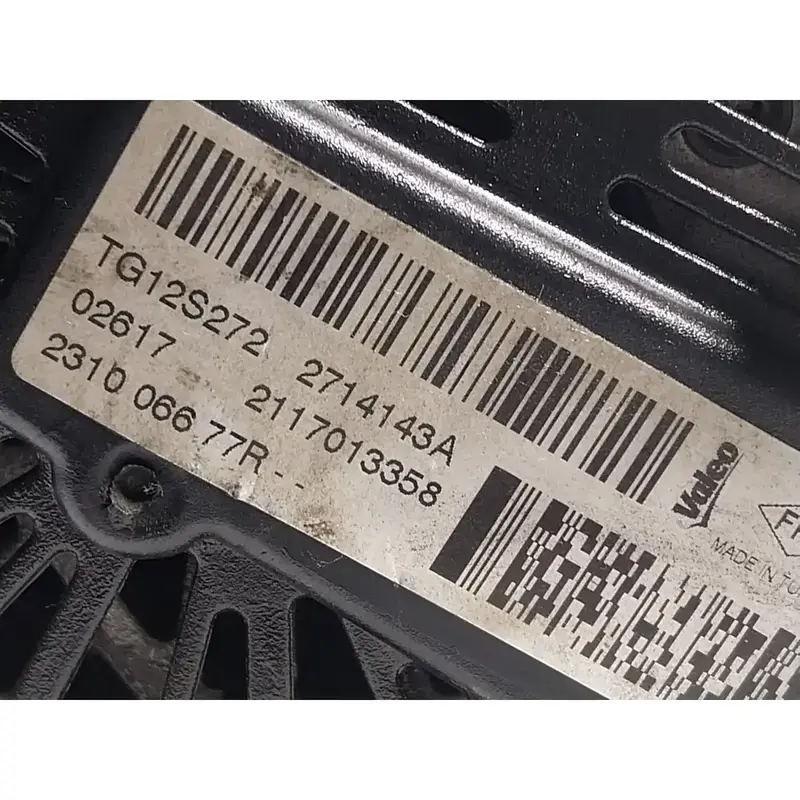 TG12S272 2714143A
02617 2117013358
2310 066 77R - -
Valeo
MADE IN